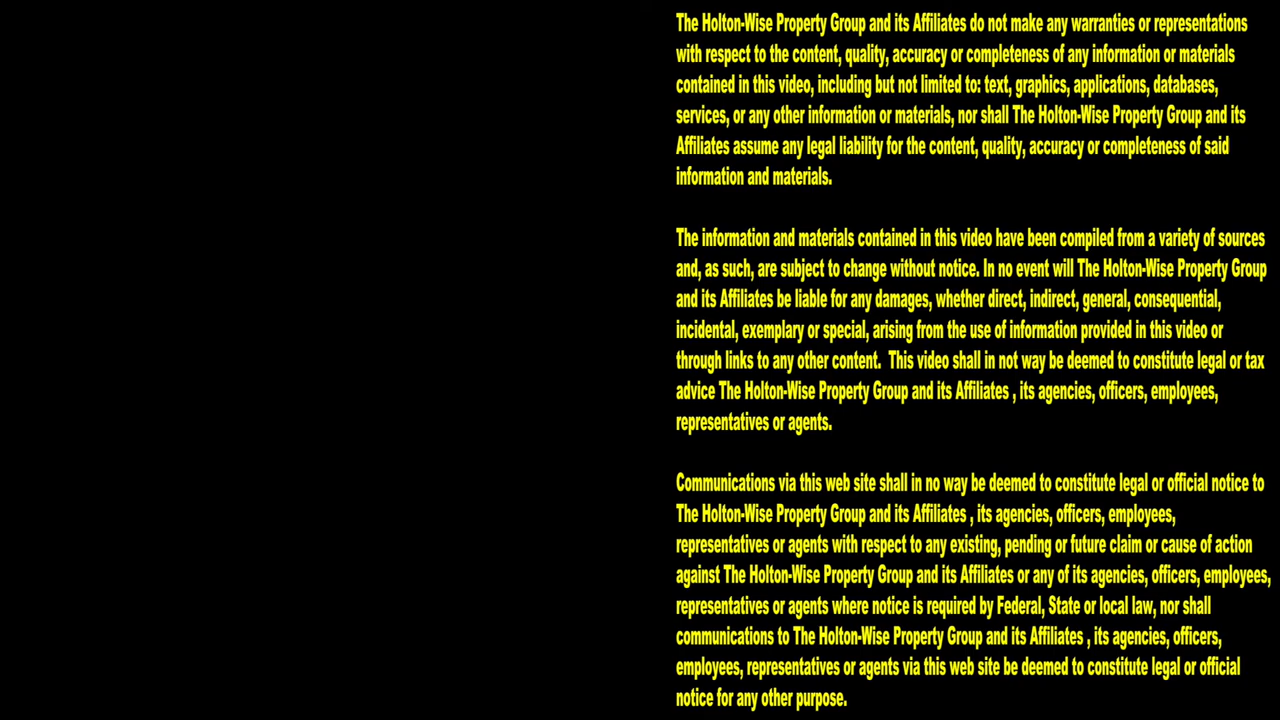 The Holton-Wise Property Group and its Affiliates do not make any warranties or representations
with respect to the content, quality, accuracy or completeness of any information or materials
contained in this video, including but not limited to: text, graphics, applications, databases,
services, or any other information or materials, nor shall The Holton-Wise Property Group and its
Affiliates assume any legal liability for the content, quality, accuracy or completeness of said
information and materials.
The information and materials contained in this video have been compiled from a variety of sources
and, as such, are subject to change without notice. In no event will The Holton-Wise Property Group
and its Affiliates be liable for any damages, whether direct, indirect, general, consequential,
incidental, exemplary or special, arising from the use of information provided in this video or
through links to any other content.  This video shall in not way be deemed to constitute legal or tax
advice The Holton-Wise Property Group and its Affiliates , its agencies, officers, employees,
representatives or agents.
Communications via this web site shall in no way be deemed to constitute legal or official notice to
The Holton-Wise Property Group and its Affiliates , its agencies, officers, employees,
representatives or agents with respect to any existing, pending or future claim or cause of action
against The Holton-Wise Property Group and its Affiliates or any of its agencies, officers, employees,
representatives or agents where notice is required by Federal, State or local law, nor shall
communications to The Holton-Wise Property Group and its Affiliates , its agencies, officers,
employees, representatives or agents via this web site be deemed to constitute legal or official
notice for any other purpose.